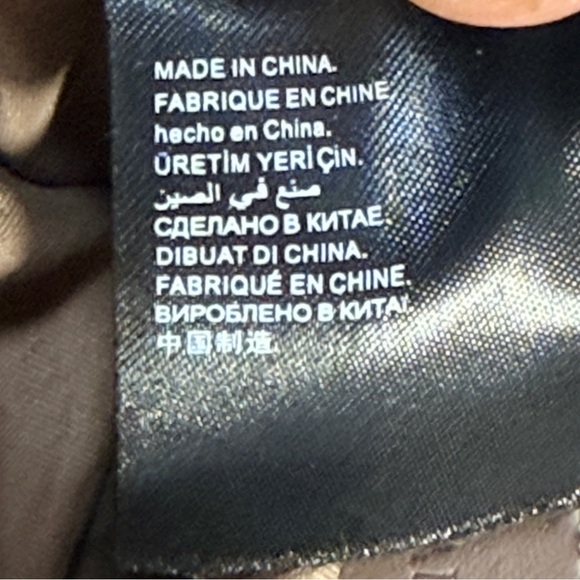 MADE IN CHINA.
FABRIQUE EN CHINE
hecho en China.
ÜRETİM YERİ ÇİN.
صنع في الصين
СДЕЛАНО В КИТАЕ.
DIBUAT DI CHINA.
FABRIQUÉ EN CHINE.
ВИРОБЛЕНО В КИТАЇ
中国制造